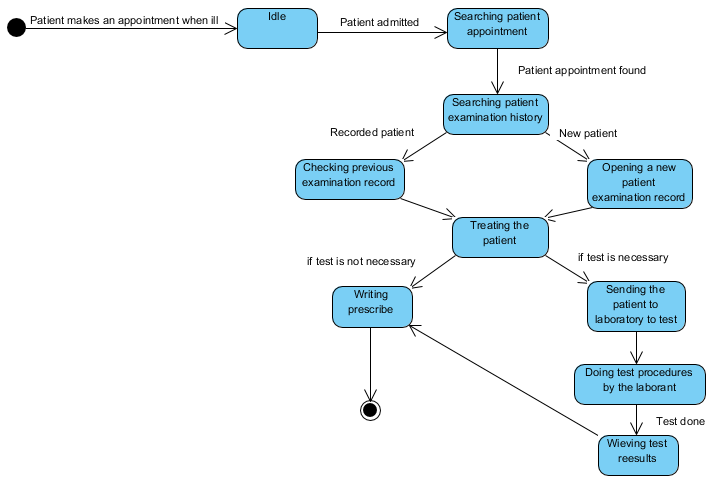 Patient makes an appointment when ill
Idle
Patient admitted
Searching patient
appointment
Patient appointment found
Searching patient
examination history
Recorded patient
New patient
Checking previous
examination record
Opening a new
patient
examination record
Treating the
patient
if test is not necessary
if test is necessary
Writing
prescribe
Sending the
patient to
laboratory to test
Doing test procedures
by the laborant
Test done
Wieving test
reesults